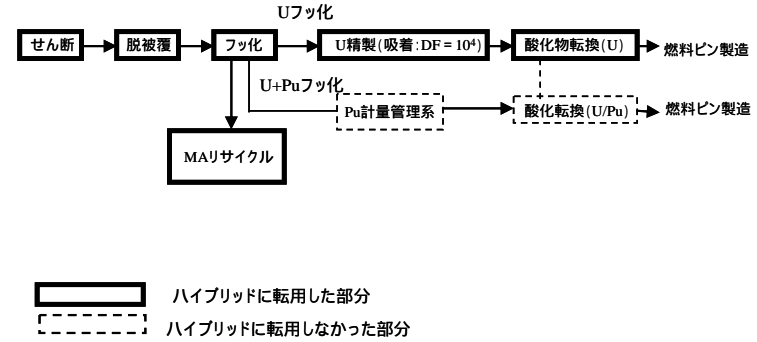 Uフッ化
せん断
脱被覆
フッ化
U精製(吸着:DF = 10⁴)
酸化物転換(U)
燃料ピン製造
U+Puフッ化
Pu計量管理系
酸化転換(U/Pu)
燃料ピン製造
MAリサイクル
ハイブリッドに転用した部分
ハイブリッドに転用しなかった部分